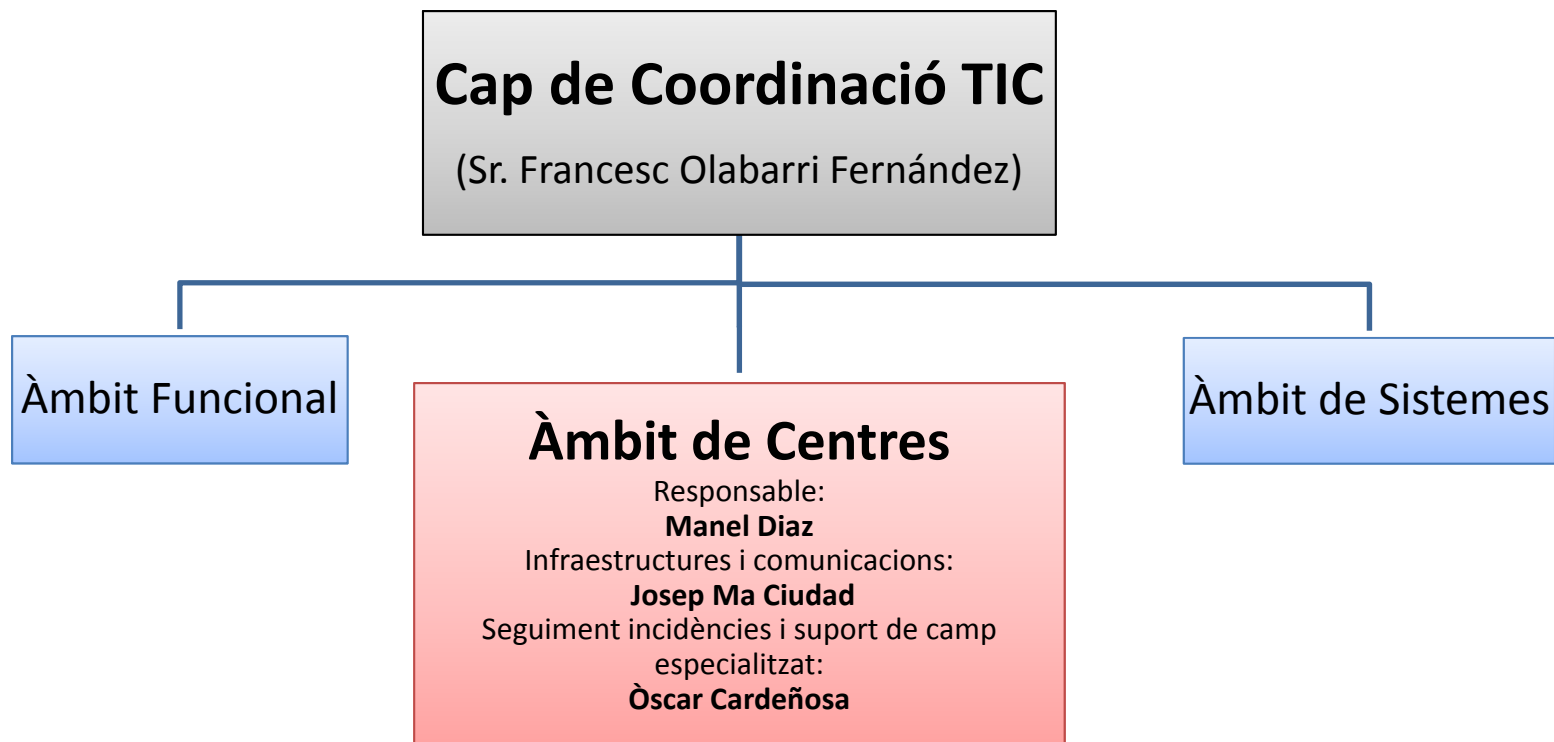 Cap de Coordinació TIC
(Sr. Francesc Olabarri Fernández)
Àmbit Funcional
Àmbit de Centres
Responsable:
Manel Diaz
Infraestructures i comunicacions:
Josep Ma Ciudad
Seguiment incidències i suport de camp
especialitzat:
Òscar Cardeñosa
Àmbit de Sistemes